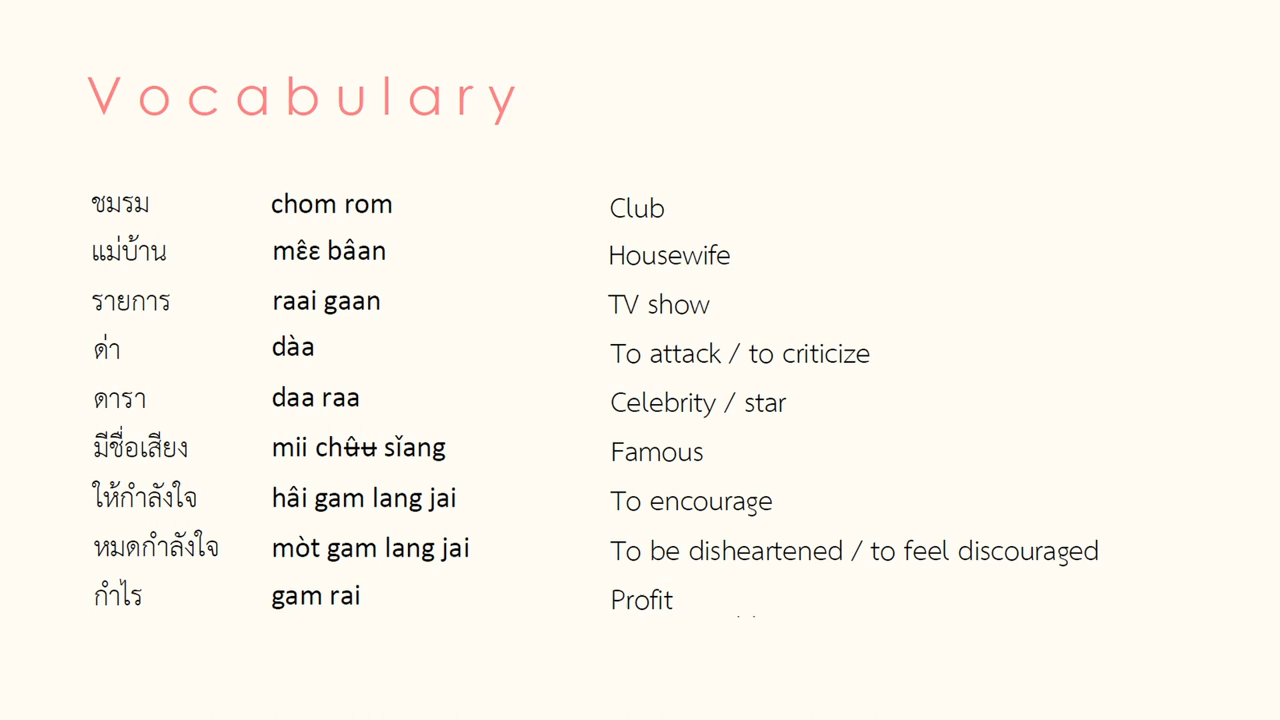 Vocabulary
ชมรม chom rom Club
แม่บ้าน mɛ̂ɛ bâan Housewife
รายการ raai gaan TV show
ด่า dàa To attack / to criticize
ดารา daa raa Celebrity / star
มีชื่อเสียง mii chʉ̂ʉ sǐang Famous
ให้กำลังใจ hâi gam lang jai To encourage
หมดกำลังใจ mòt gam lang jai To be disheartened / to feel discouraged
กำไร gam rai Profit